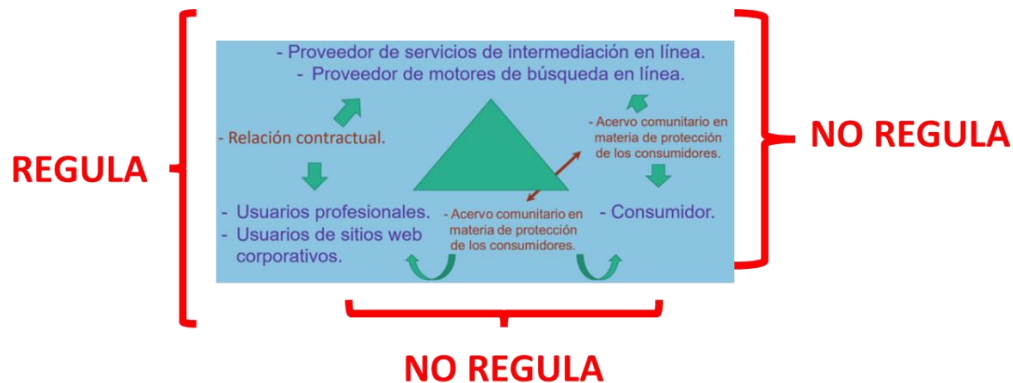 - Proveedor de servicios de intermediación en línea.
- Proveedor de motores de búsqueda en línea.
- Relación contractual.
- Acervo comunitario en
materia de protección
de los consumidores.
NO REGULA
REGULA
- Usuarios profesionales.
- Usuarios de sitios web
corporativos.
- Acervo comunitario en
materia de protección
de los consumidores.
- Consumidor.
NO REGULA